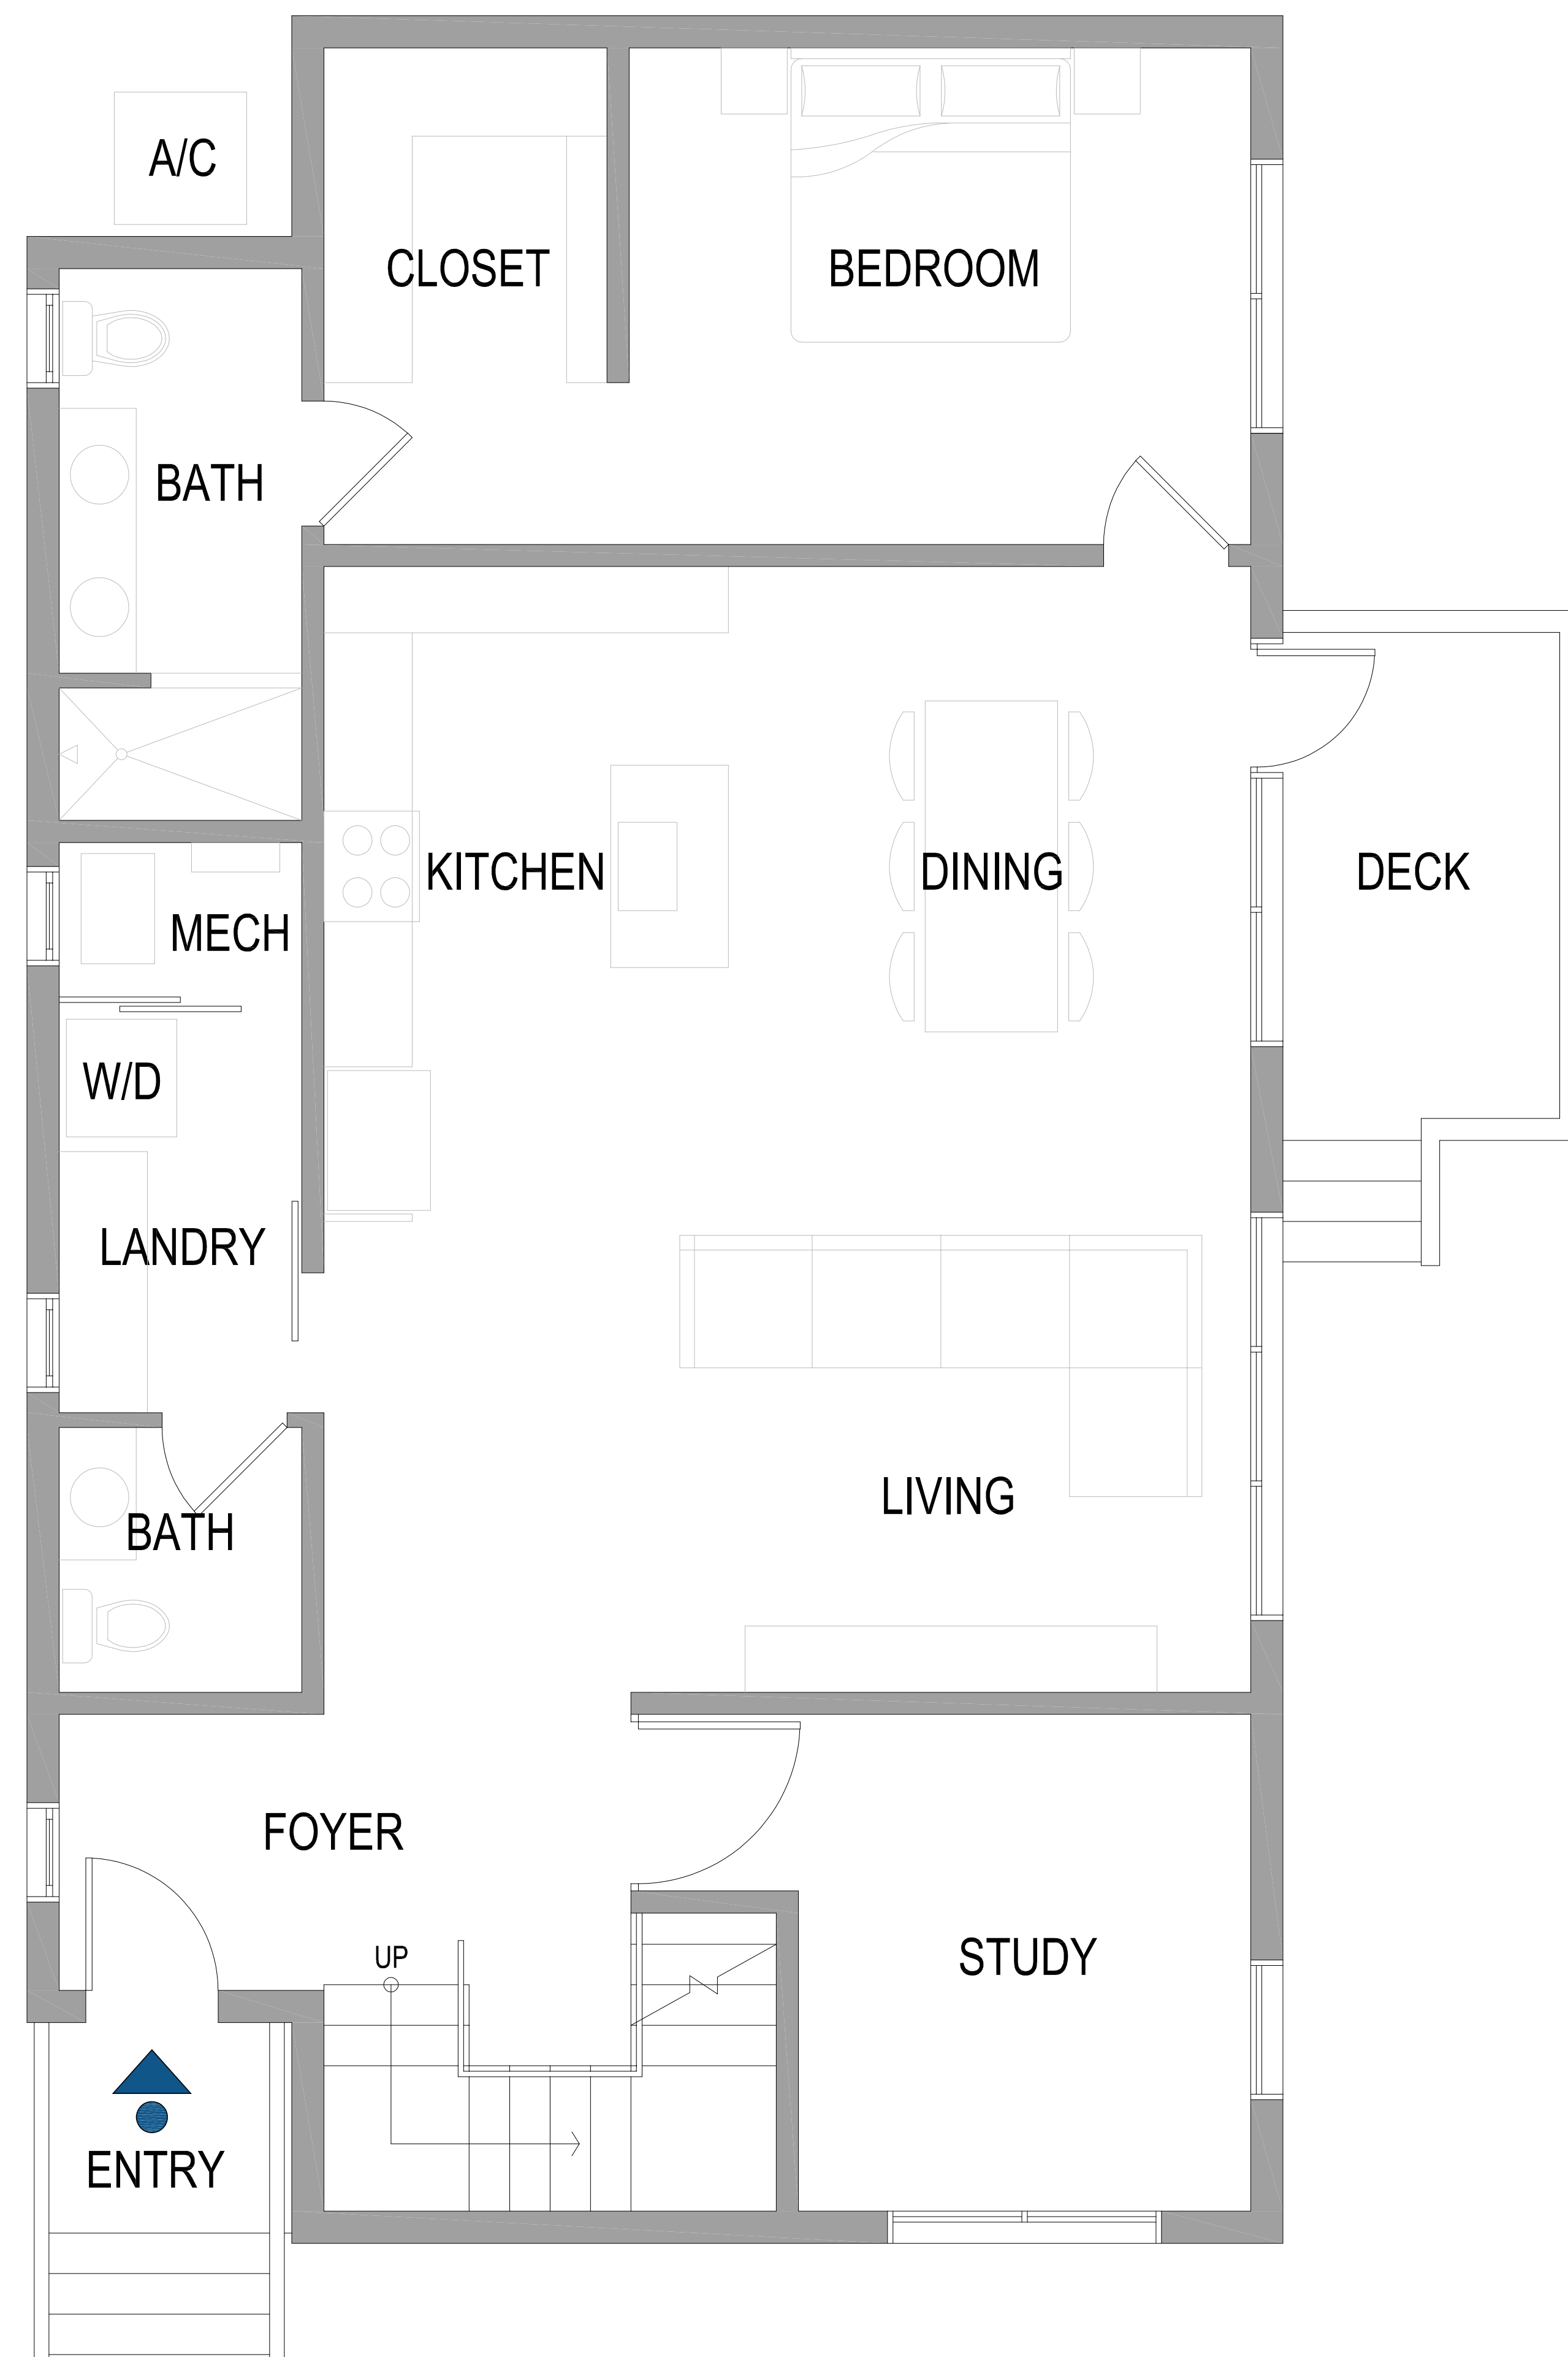 A/C
CLOSET
BEDROOM
BATH
KITCHEN
DINING
DECK
MECH
W/D
LANDRY
LIVING
BATH
FOYER
UP
STUDY
ENTRY